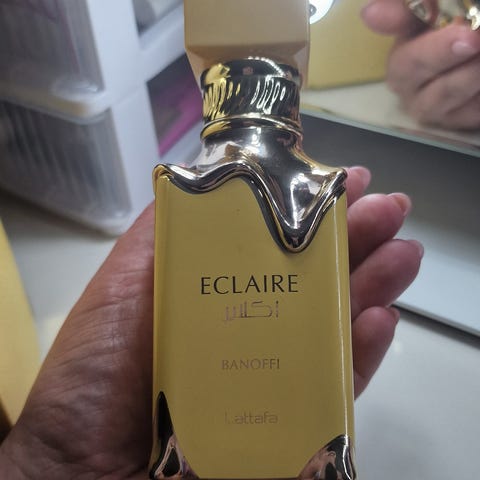 ECLAIRE
اكلير
BANOFFI
Lattafa